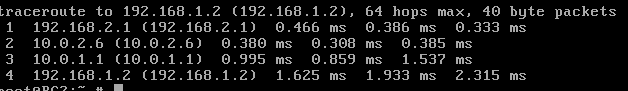 traceroute to 192.168.1.2 (192.168.1.2), 64 hops max, 40 byte packets
1 192.168.2.1 (192.168.2.1) 0.466 ms 0.386 ms 0.333 ms
2 10.0.2.6 (10.0.2.6) 0.380 ms 0.308 ms 0.385 ms
3 10.0.1.1 (10.0.1.1) 0.995 ms 0.859 ms 1.537 ms
4 192.168.1.2 (192.168.1.2) 1.625 ms 1.933 ms 2.315 ms
root@PC2:~ #